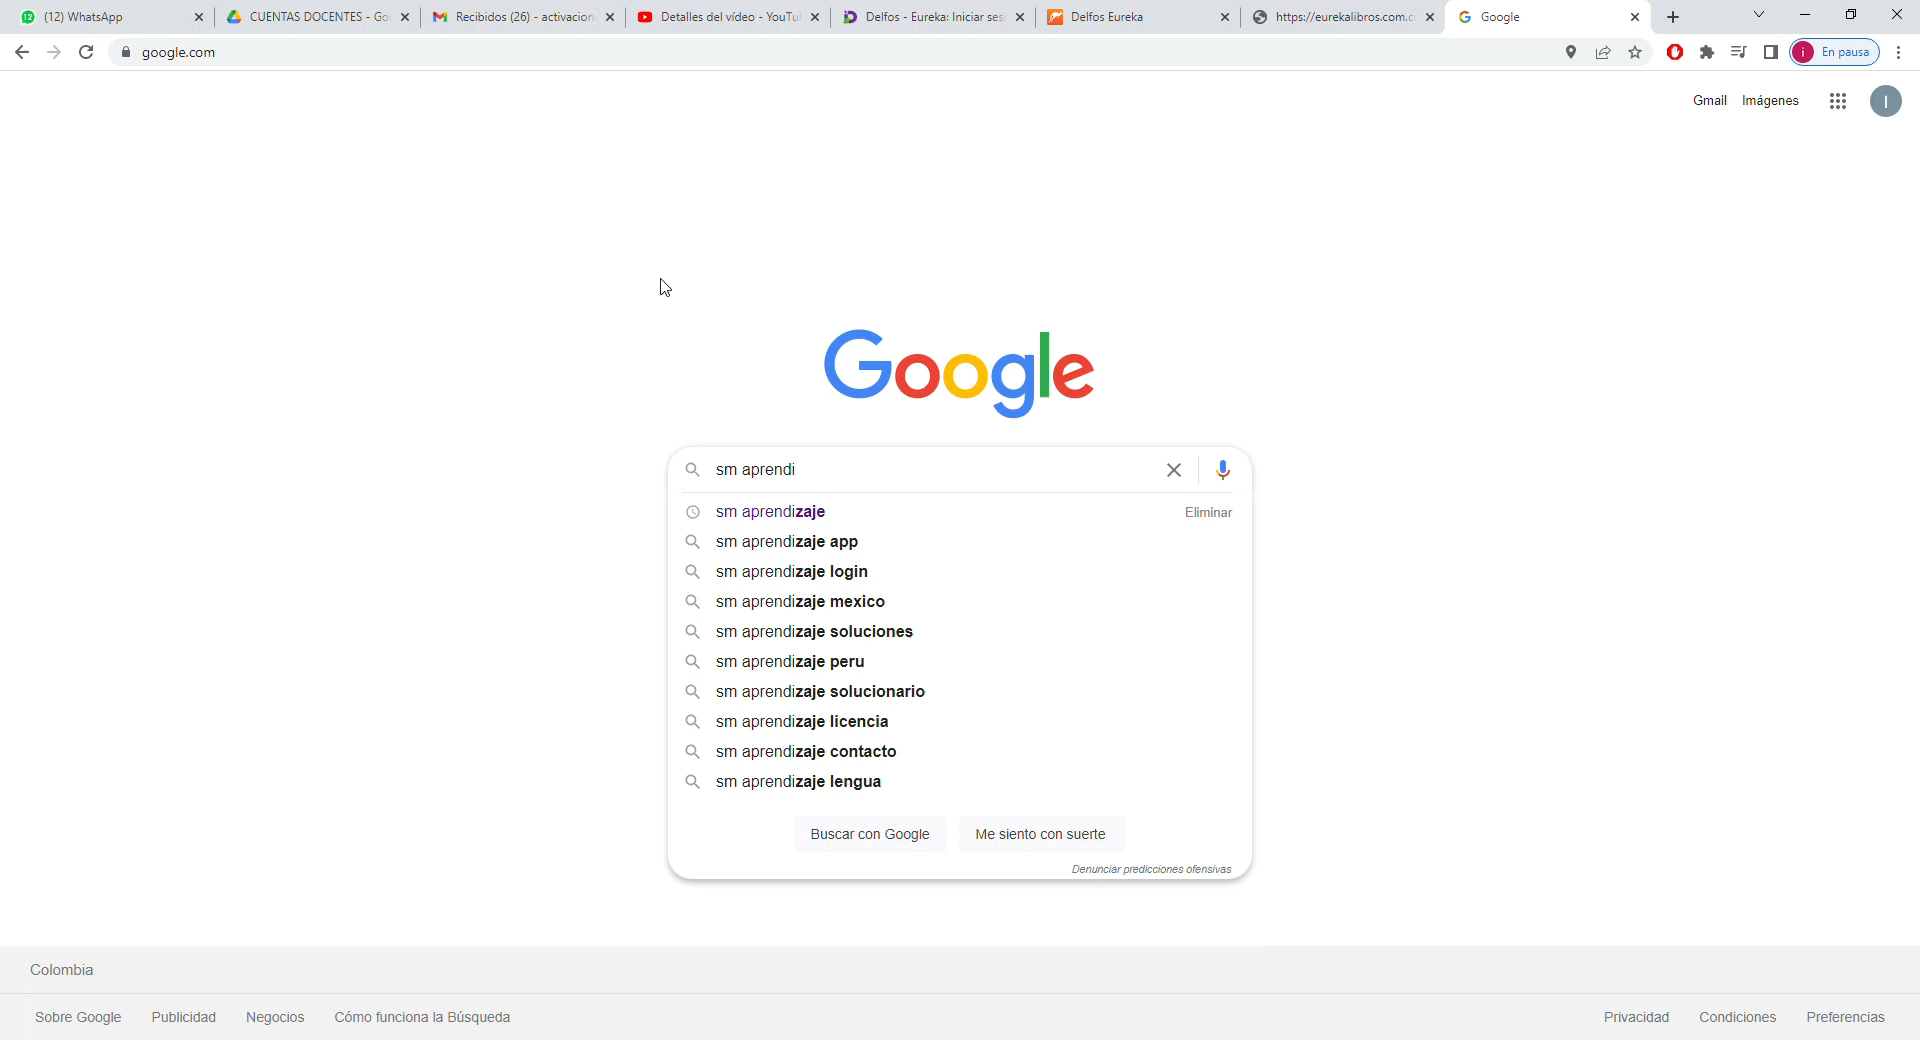 (12) WhatsApp
CUENTAS DOCENTES - Go
Recibidos (26) - activacion
Detalles del vídeo - YouTu
Delfos - Eureka: Iniciar ses
Delfos Eureka
https://eurekalibros.com.c
Google
google.com
i
En pausa
Gmail
Imágenes
I
Google
sm aprendi
sm aprendizaje
Eliminar
sm aprendizaje app
sm aprendizaje login
sm aprendizaje mexico
sm aprendizaje soluciones
sm aprendizaje peru
sm aprendizaje solucionario
sm aprendizaje licencia
sm aprendizaje contacto
sm aprendizaje lengua
Buscar con Google
Me siento con suerte
Denunciar predicciones ofensivas
Colombia
Sobre Google
Publicidad
Negocios
Cómo funciona la Búsqueda
Privacidad
Condiciones
Preferencias